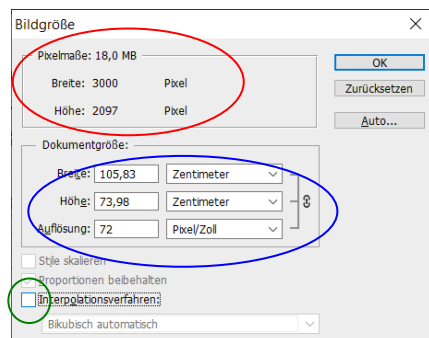 Bildgröße
Pixelmaße: 18,0 MB
OK
Breite: 3000 Pixel
Zurücksetzen
Höhe: 2097 Pixel
Auto...
Dokumentgröße:
Breite: 105,83 Zentimeter
Höhe: 73,98 Zentimeter
Auflösung: 72 Pixel/Zoll
Stile skalieren
Proportionen beibehalten
Interpolationsverfahren:
Bikubisch automatisch